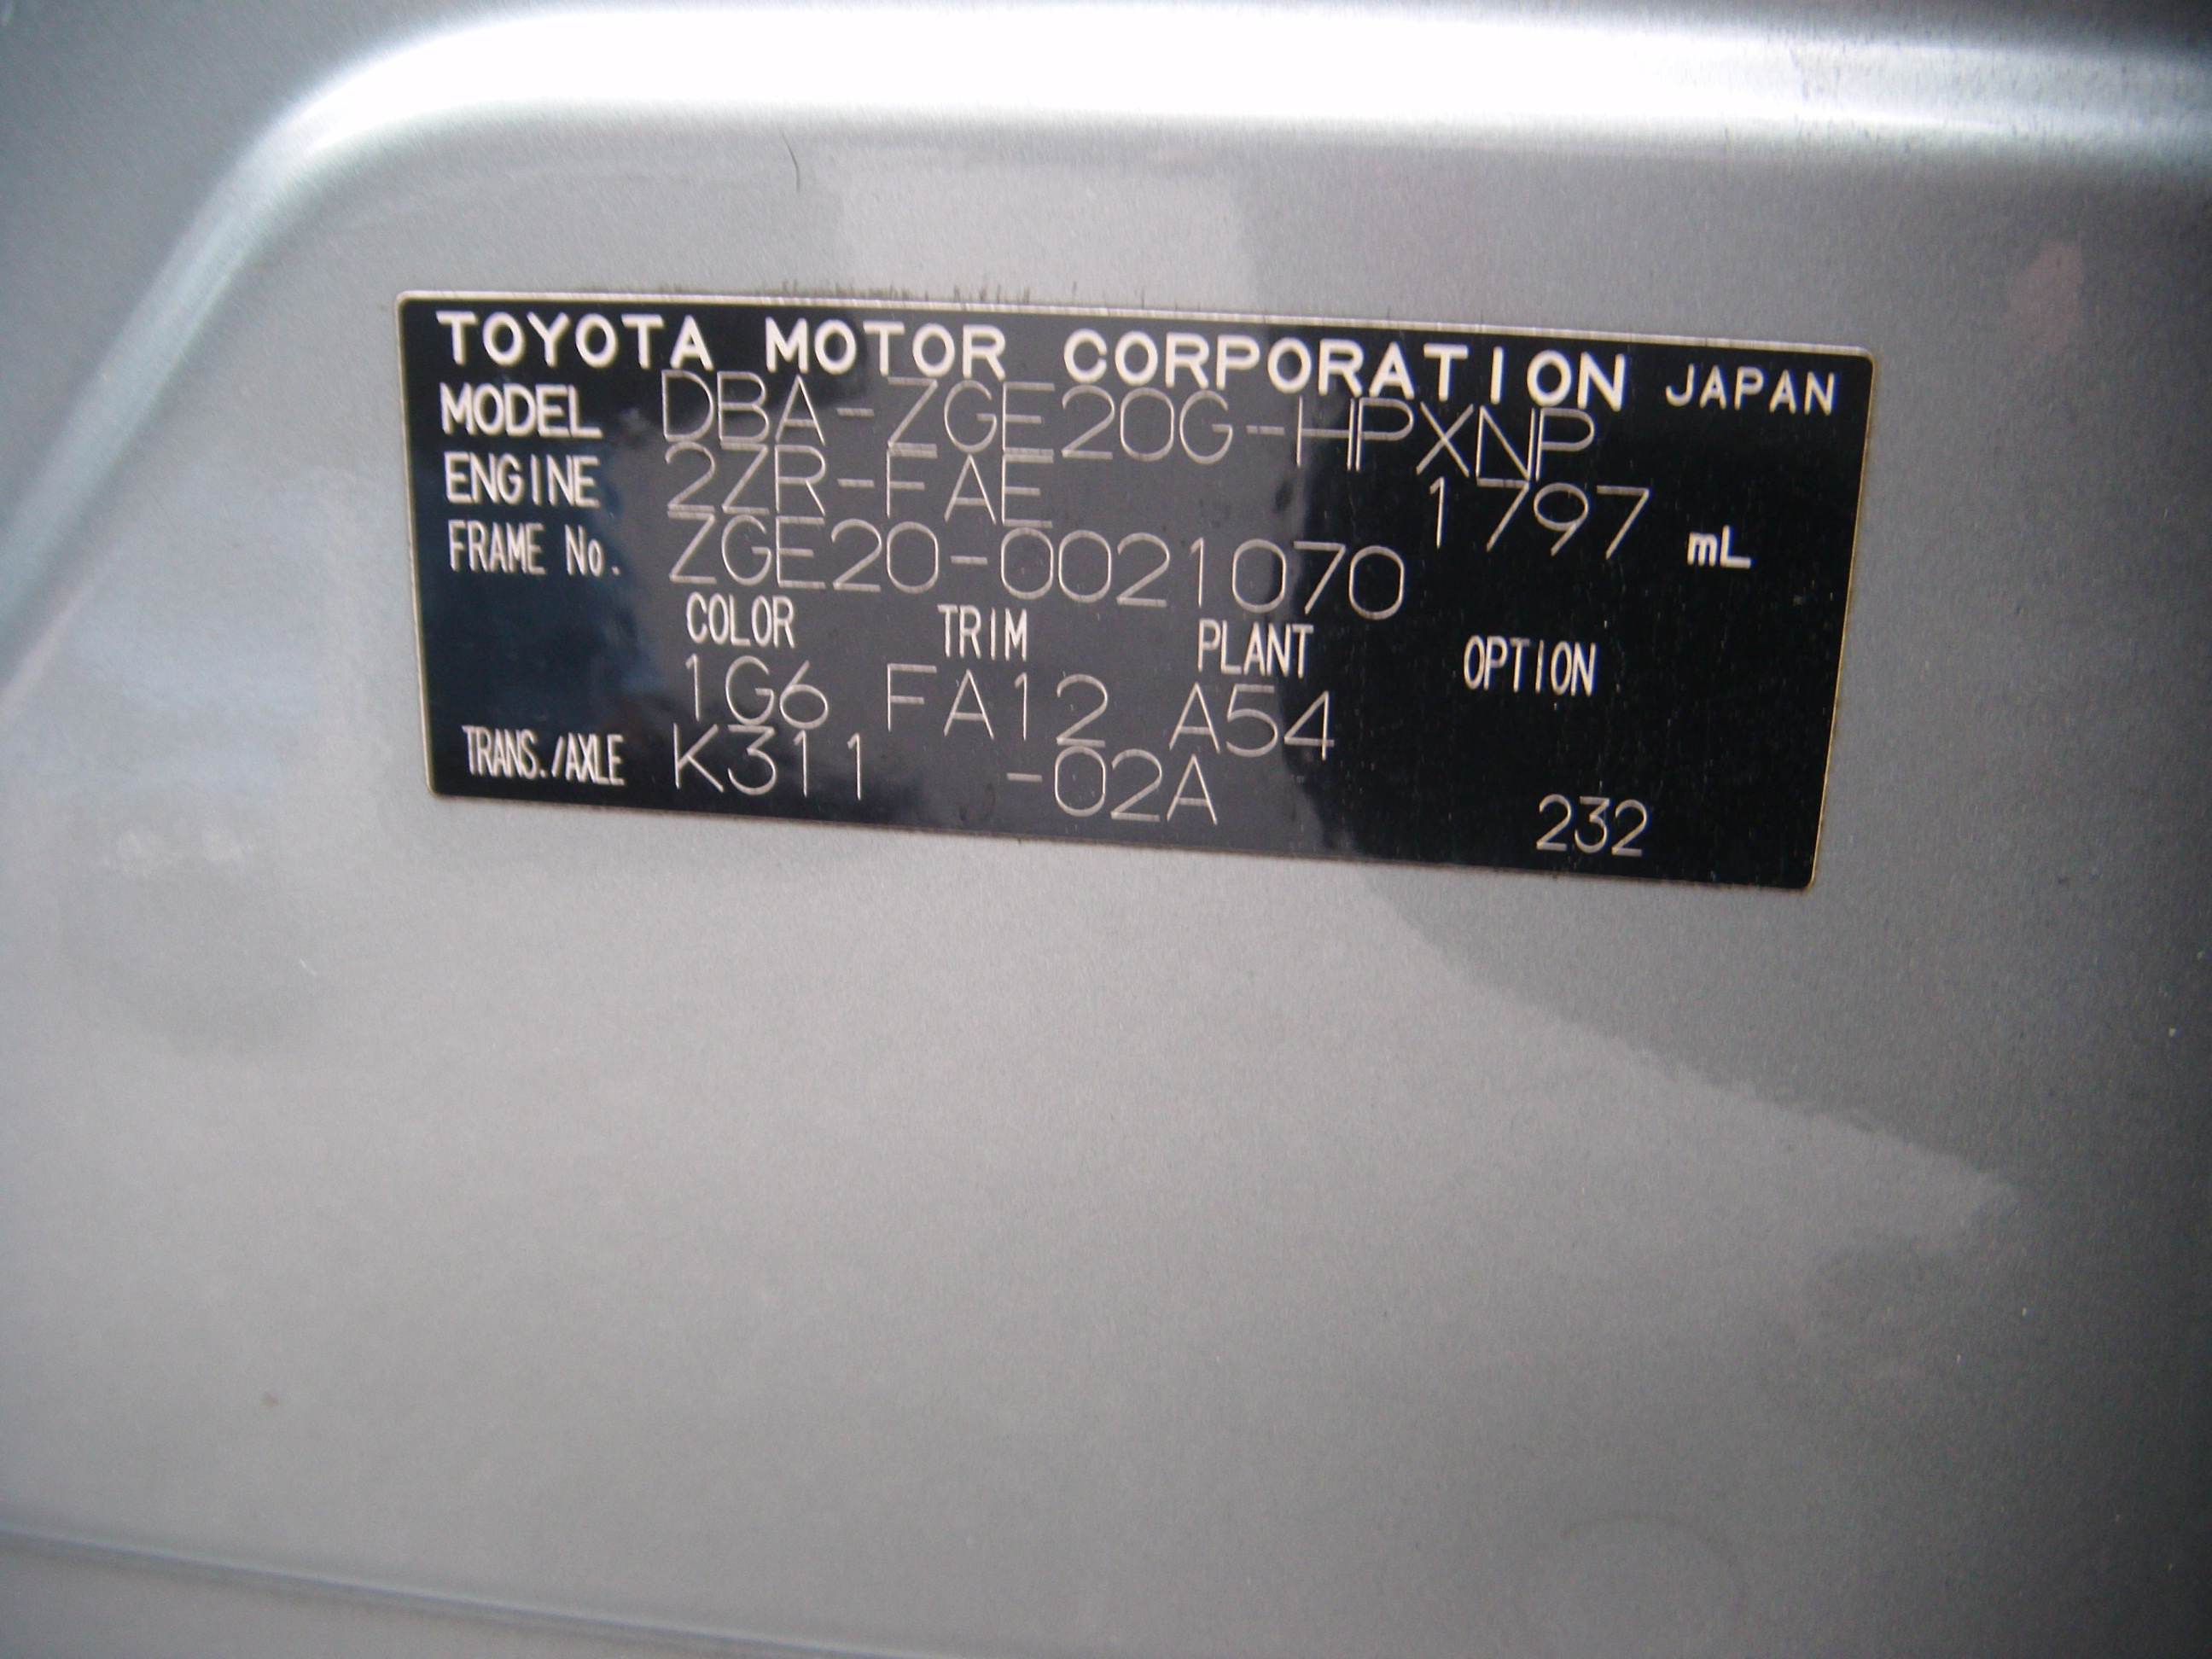 TOYOTA MOTOR CORPORATION JAPAN
MODEL DBA-ZGE20G-HPXNP
ENGINE 2ZR-FAE 1797 mL
FRAME No. ZGE20-0021070
COLOR TRIM PLANT OPTION
1G6 FA12 A54
TRANS./AXLE K311 -02A 232